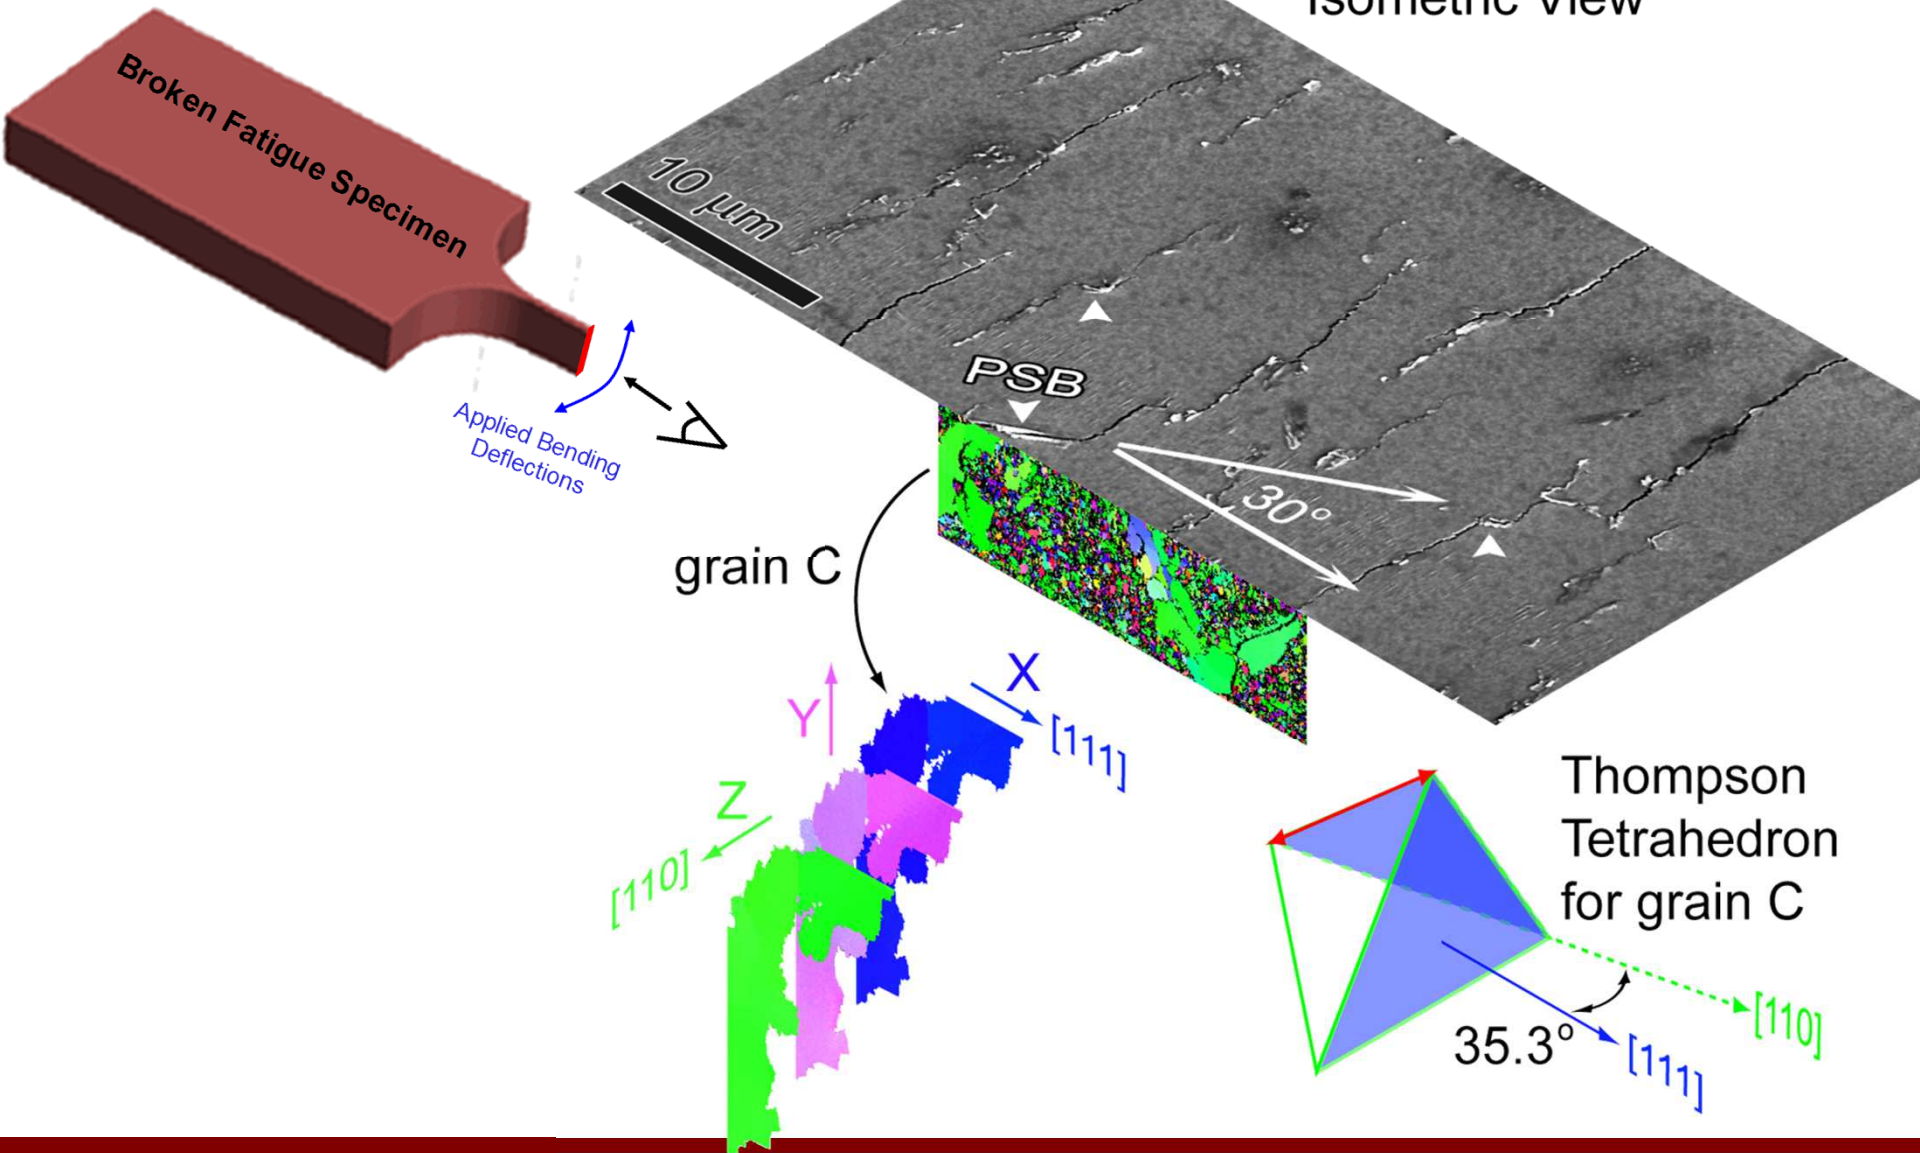 Isometric View
Broken Fatigue Specimen
10 µm
PSB
30°
Applied Bending
Deflections
grain C
X
[111]
Y
Z
[110]
Thompson
Tetrahedron
for grain C
[110]
35.3°
[111]